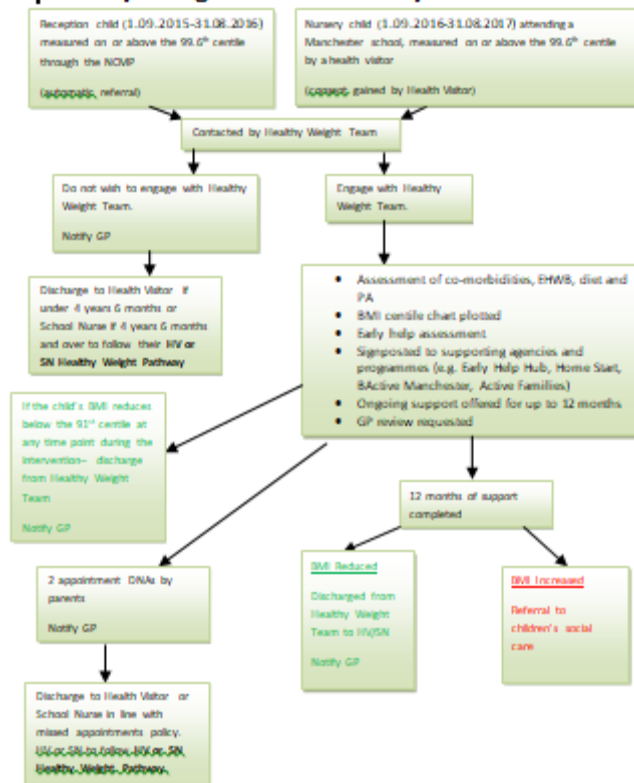 Reception child (1.09.2015-31.08.2016)
measured on or above the 99.6th centile
through the NCMP
(automatic referral)
Nursery child (1.09.2016-31.08.2017) attending a
Manchester school, measured on or above the 99.6th centile
by a health visitor
(consent gained by Health Visitor)
Contacted by Healthy Weight Team
Do not wish to engage with Healthy
Weight Team.
Notify GP
Engage with Healthy
Weight Team.
Discharge to Health Visitor if
under 4 years 6 months or
School Nurse if 4 years 6 months
and over to follow their HV or
SN Healthy Weight Pathway
• Assessment of co-morbidities, EHWB, diet and
PA
• BMI centile chart plotted
• Early help assessment
• Signposted to supporting agencies and
programmes (e.g. Early Help Hub, Home Start,
BActive Manchester, Active Families)
• Ongoing support offered for up to 12 months
• GP review requested
If the child's BMI reduces
below the 91st centile at
any time point during the
intervention– discharge
from Healthy Weight
Team
Notify GP
12 months of support
completed
2 appointment DNAs by
parents
Notify GP
BMI Reduced
Discharged from
Healthy Weight
Team to HV/SN
Notify GP
BMI Increased
Referral to
children's social
care
Discharge to Health Visitor or
School Nurse in line with
missed appointments policy.
HV or SN to follow HV or SN
Healthy Weight Pathway.